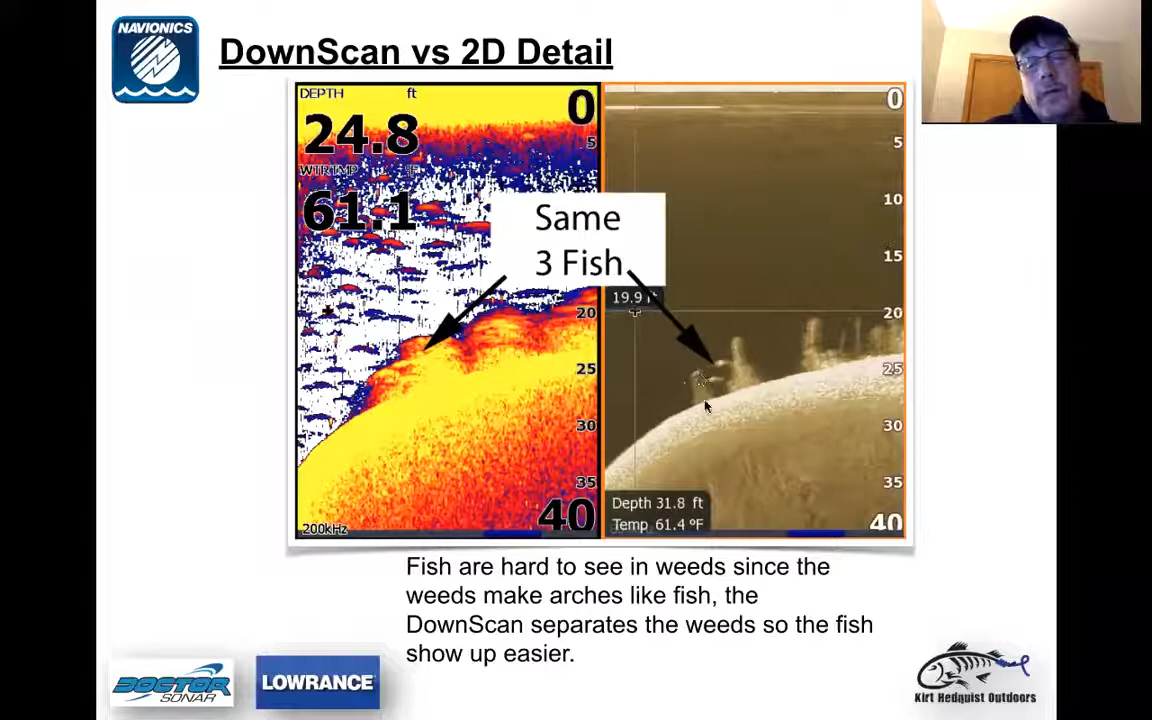 NAVIONICS
DownScan vs 2D Detail
DEPTH ft
24.8
WTRTMP °F
61.1
0
5
20
25
30
35
40
200kHz
Same
3 Fish
0
5
10
15
20
25
30
35
40
19.9 ft
Depth 31.8 ft
Temp 61.4 ºF
Fish are hard to see in weeds since the
weeds make arches like fish, the
DownScan separates the weeds so the fish
show up easier.
DOCTOR
SONAR
LOWRANCE
Kirt Hedquist Outdoors